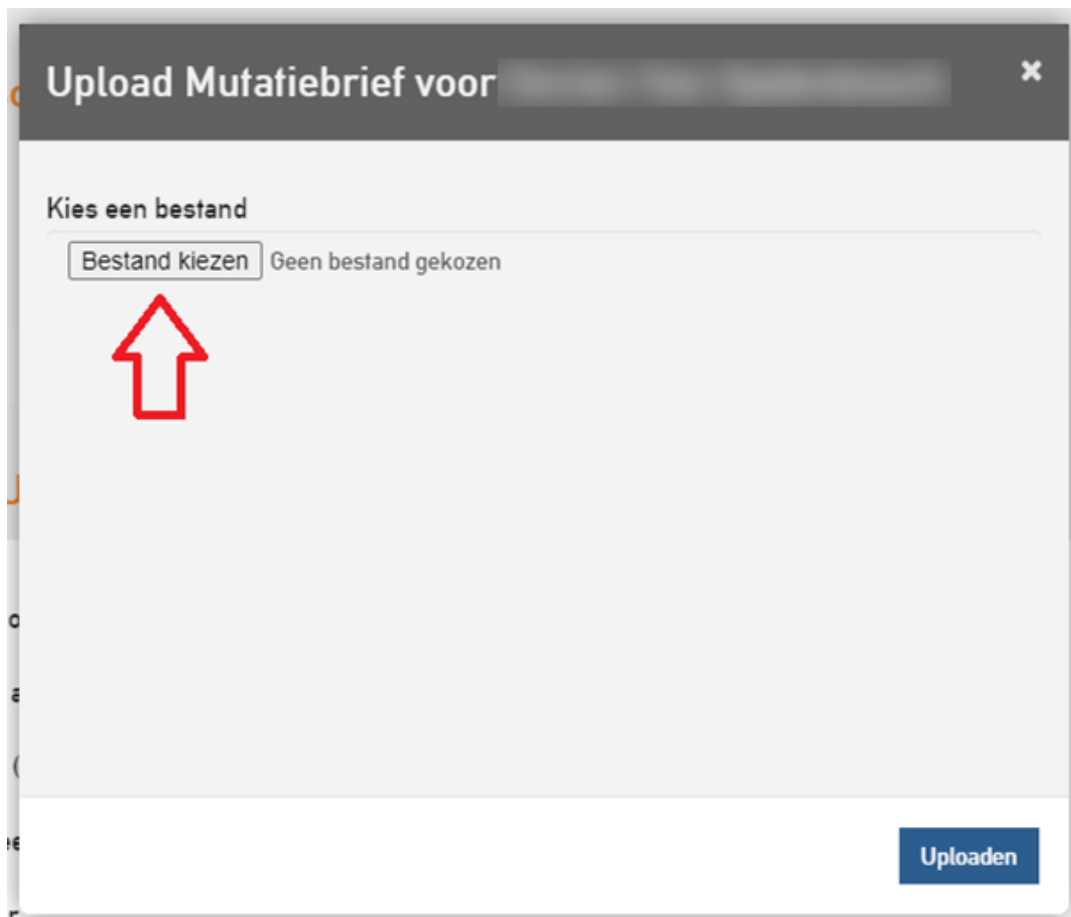 Upload Mutatiebrief voor
Kies een bestand
Bestand kiezen Geen bestand gekozen
Uploaden